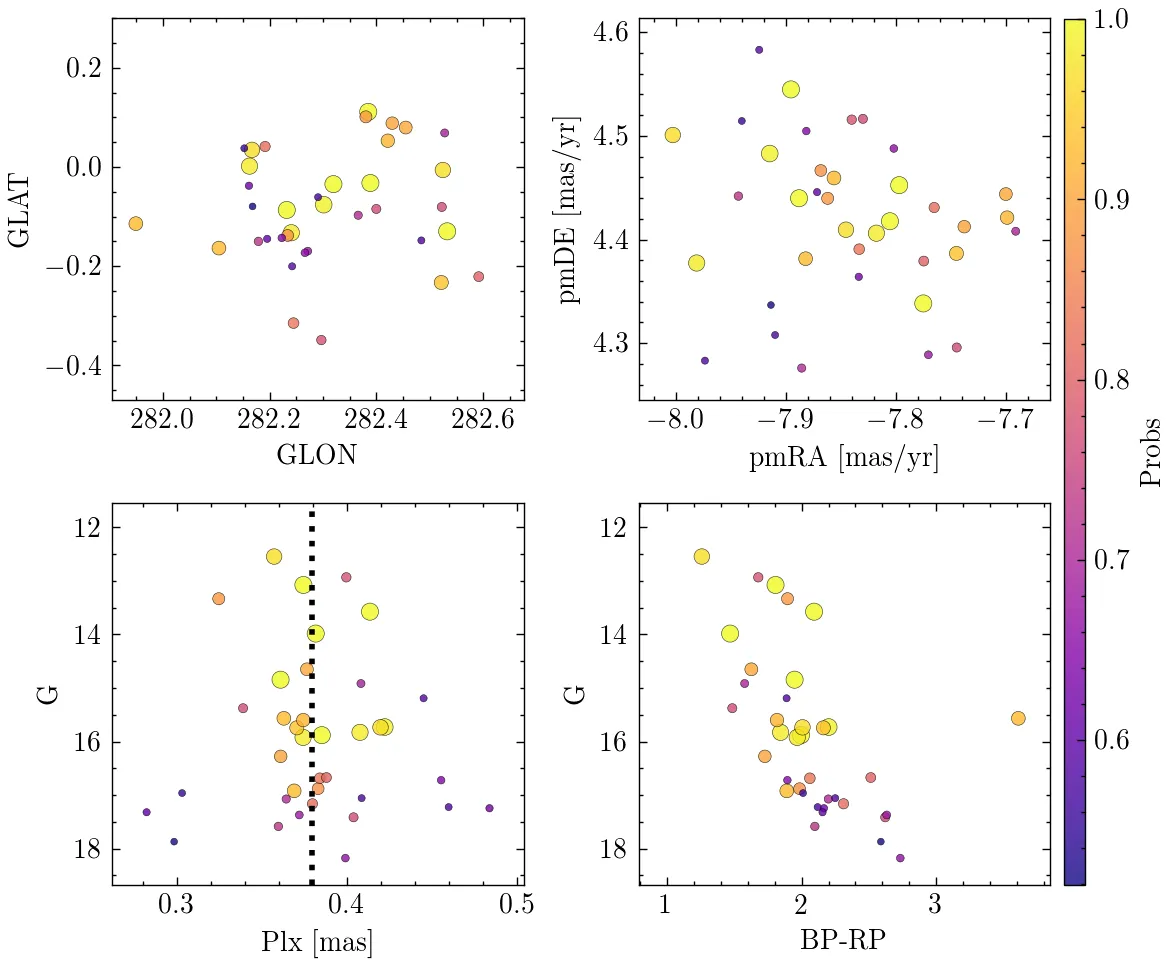 0.2
0.0
−0.2
−0.4
GLAT
282.0 282.2 282.4 282.6
GLON
4.6
4.5
4.4
4.3
pmDE [mas/yr]
−8.0 −7.9 −7.8 −7.7
pmRA [mas/yr]
1.0
0.9
0.8
0.7
0.6
Probs
12
14
16
18
G
0.3 0.4 0.5
Plx [mas]
12
14
16
18
G
1 2 3
BP-RP